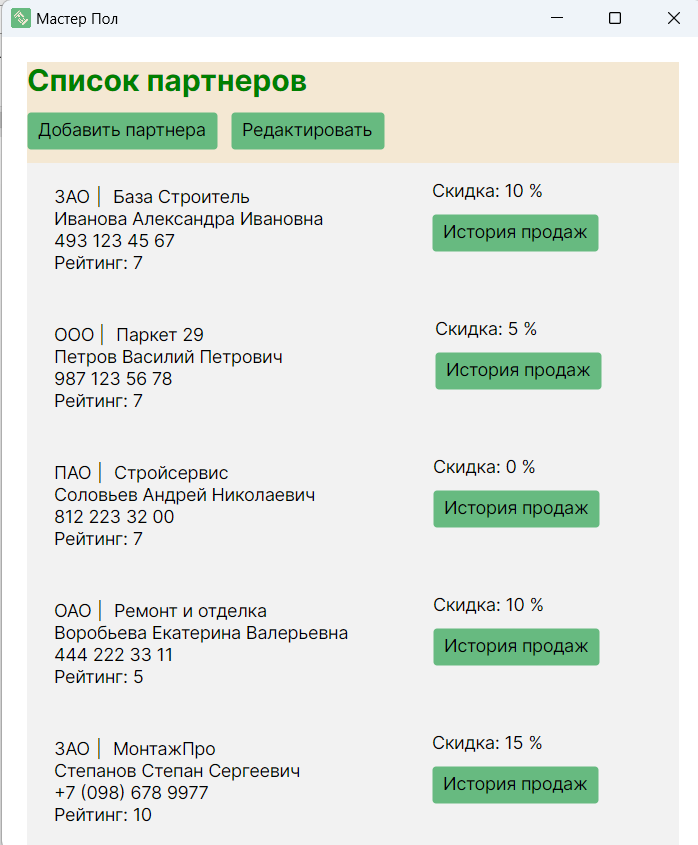 Мастер Пол
Список партнеров
Добавить партнера Редактировать
ЗАО | База Строитель
Иванова Александра Ивановна
493 123 45 67
Рейтинг: 7
Скидка: 10 %
История продаж
ООО | Паркет 29
Петров Василий Петрович
987 123 56 78
Рейтинг: 7
Скидка: 5 %
История продаж
ПАО | Стройсервис
Соловьев Андрей Николаевич
812 223 32 00
Рейтинг: 7
Скидка: 0 %
История продаж
ОАО | Ремонт и отделка
Воробьева Екатерина Валерьевна
444 222 33 11
Рейтинг: 5
Скидка: 10 %
История продаж
ЗАО | МонтажПро
Степанов Степан Сергеевич
+7 (098) 678 9977
Рейтинг: 10
Скидка: 15 %
История продаж